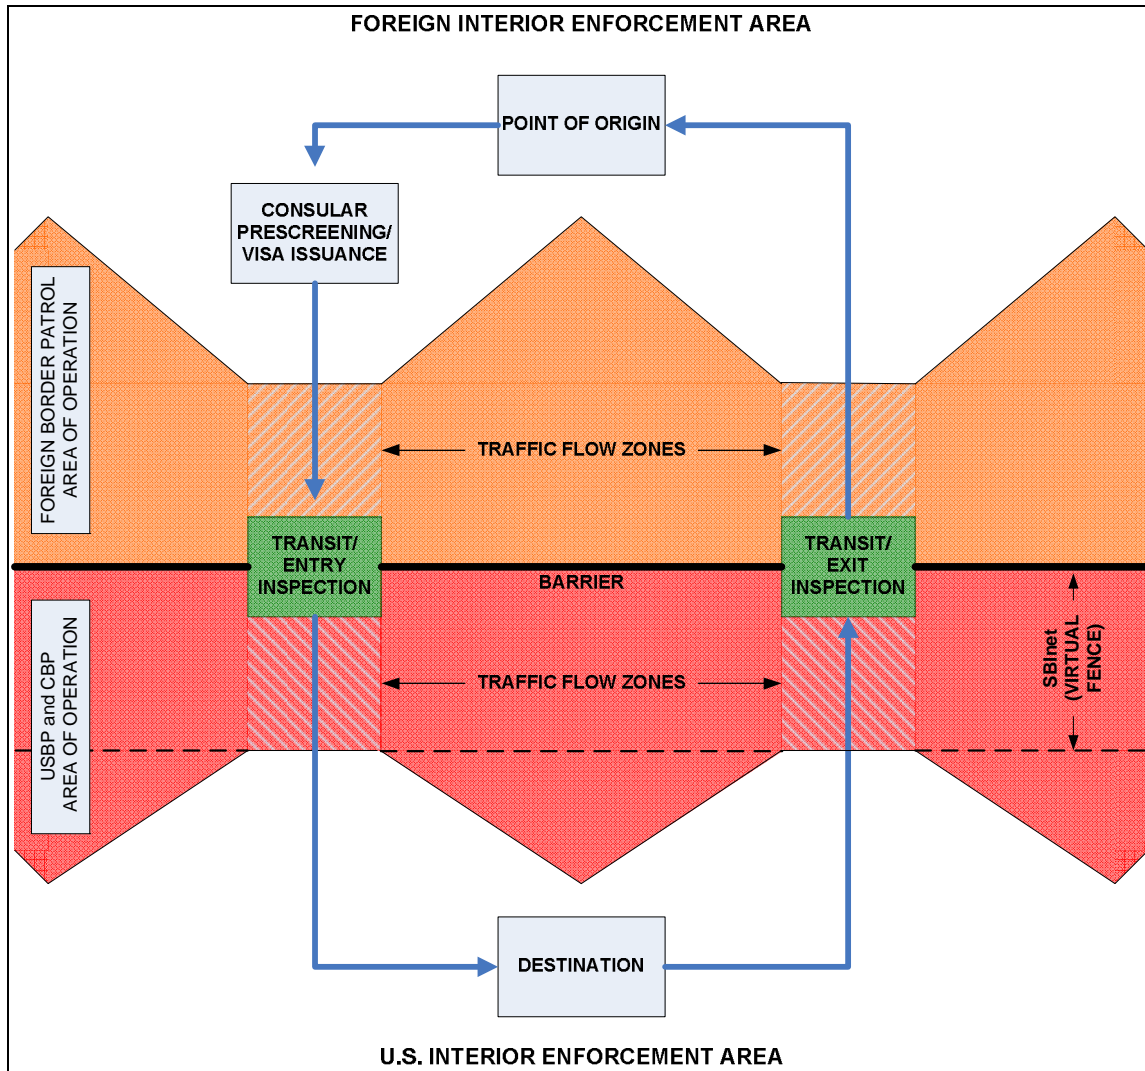 FOREIGN INTERIOR ENFORCEMENT AREA
POINT OF ORIGIN
CONSULAR
PRESCREENING/
VISA ISSUANCE
FOREIGN BORDER PATROL
AREA OF OPERATION
TRAFFIC FLOW ZONES
TRANSIT/
ENTRY
INSPECTION
TRANSIT/
EXIT
INSPECTION
BARRIER
USBP and CBP
AREA OF OPERATION
TRAFFIC FLOW ZONES
SBInet
(VIRTUAL
FENCE)
DESTINATION
U.S. INTERIOR ENFORCEMENT AREA